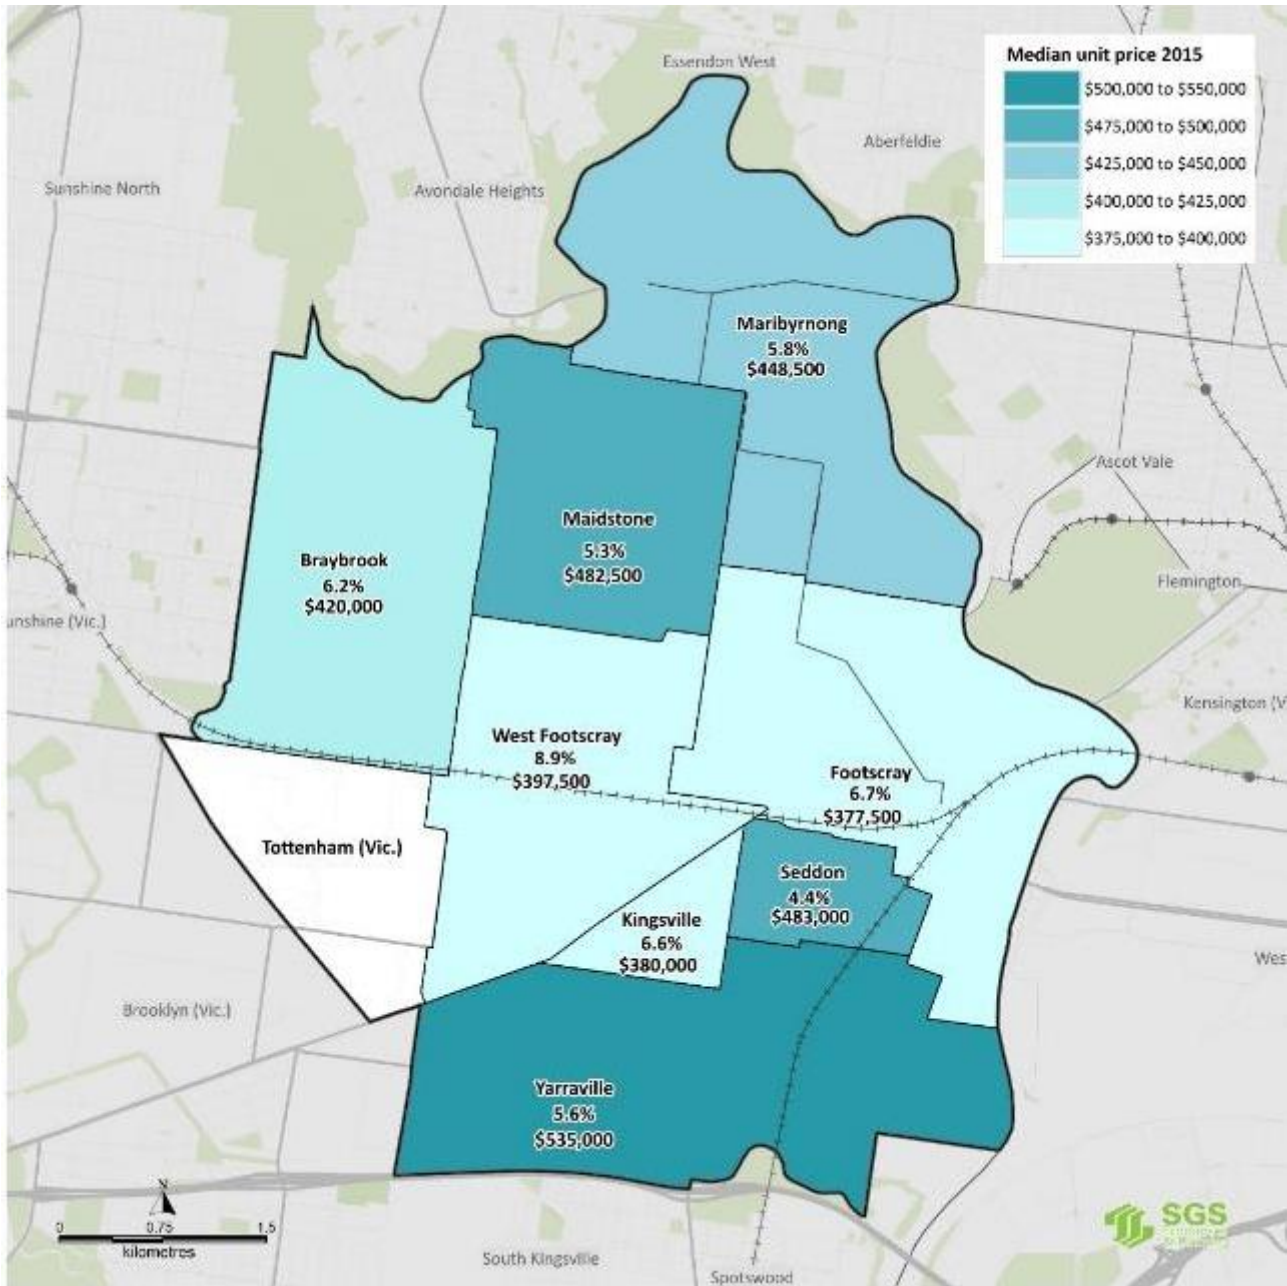 Median unit price 2015
$500,000 to $550,000
$475,000 to $500,000
$425,000 to $450,000
$400,000 to $425,000
$375,000 to $400,000
Essendon West
Aberfeldie
Sunshine North
Avondale Heights
Maribyrnong
5.8%
$448,500
Ascot Vale
Maidstone
5.3%
$482,500
Braybrook
6.2%
$420,000
Flemington
unshine (Vic.)
Kensington (V
West Footscray
8.9%
$397,500
Footscray
6.7%
$377,500
Tottenham (Vic.)
Seddon
4.4%
$483,000
Kingsville
6.6%
$380,000
Wes
Brooklyn (Vic.)
Yarraville
5.6%
$535,000
N
0 0.75 1.5
kilometres
SGS
South Kingsville
Spotswood